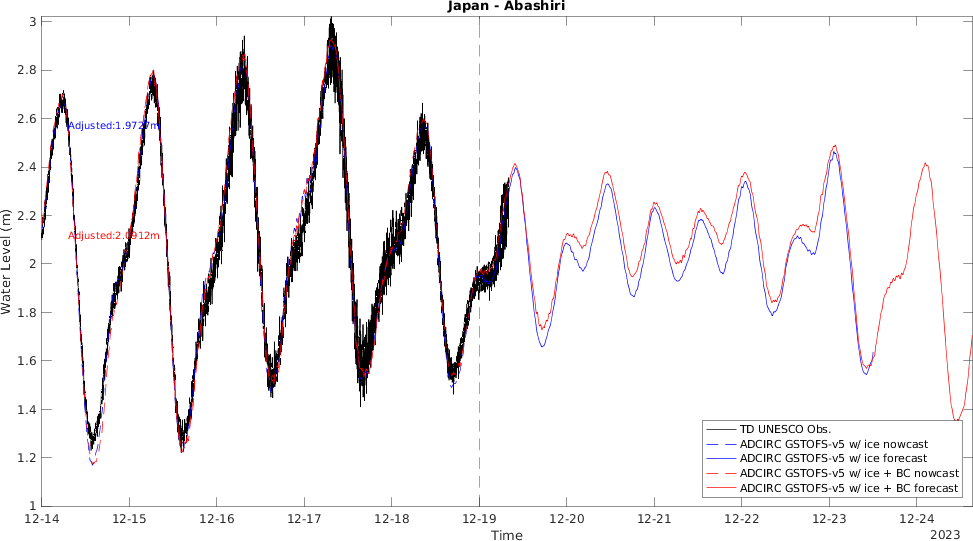 Japan - Abashiri
3
2.8
2.6
2.4
2.2
2
1.8
1.6
1.4
1.2
1
Water Level (m)
Adjusted:1.9727m
Adjusted:2.0912m
TD UNESCO Obs.
ADCIRC GSTOFS-v5 w/ ice nowcast
ADCIRC GSTOFS-v5 w/ ice forecast
ADCIRC GSTOFS-v5 w/ ice + BC nowcast
ADCIRC GSTOFS-v5 w/ ice + BC forecast
12-14 12-15 12-16 12-17 12-18 12-19 12-20 12-21 12-22 12-23 12-24
Time
2023